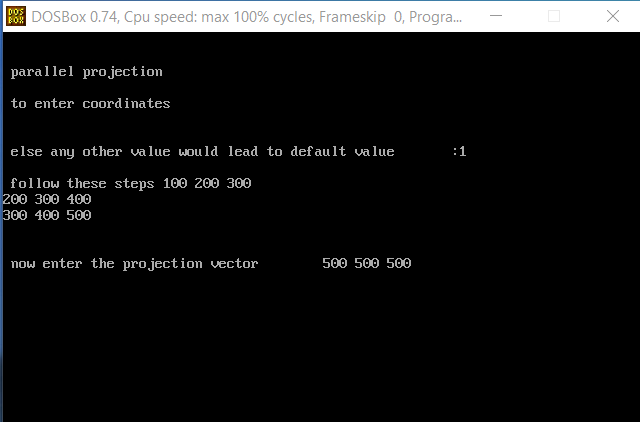 DOS BOX
DOSBox 0.74, Cpu speed: max 100% cycles, Frameskip 0, Progra...
parallel projection
to enter coordinates
else any other value would lead to default value :1
follow these steps 100 200 300
200 300 400
300 400 500
now enter the projection vector 500 500 500